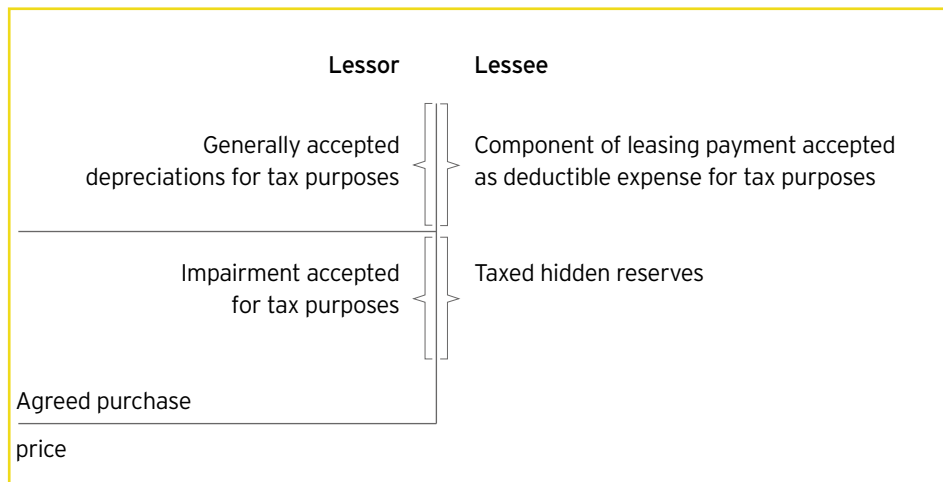 Lessor Lessee
Generally accepted
depreciations for tax purposes
Component of leasing payment accepted
as deductible expense for tax purposes
Impairment accepted
for tax purposes
Taxed hidden reserves
Agreed purchase
price